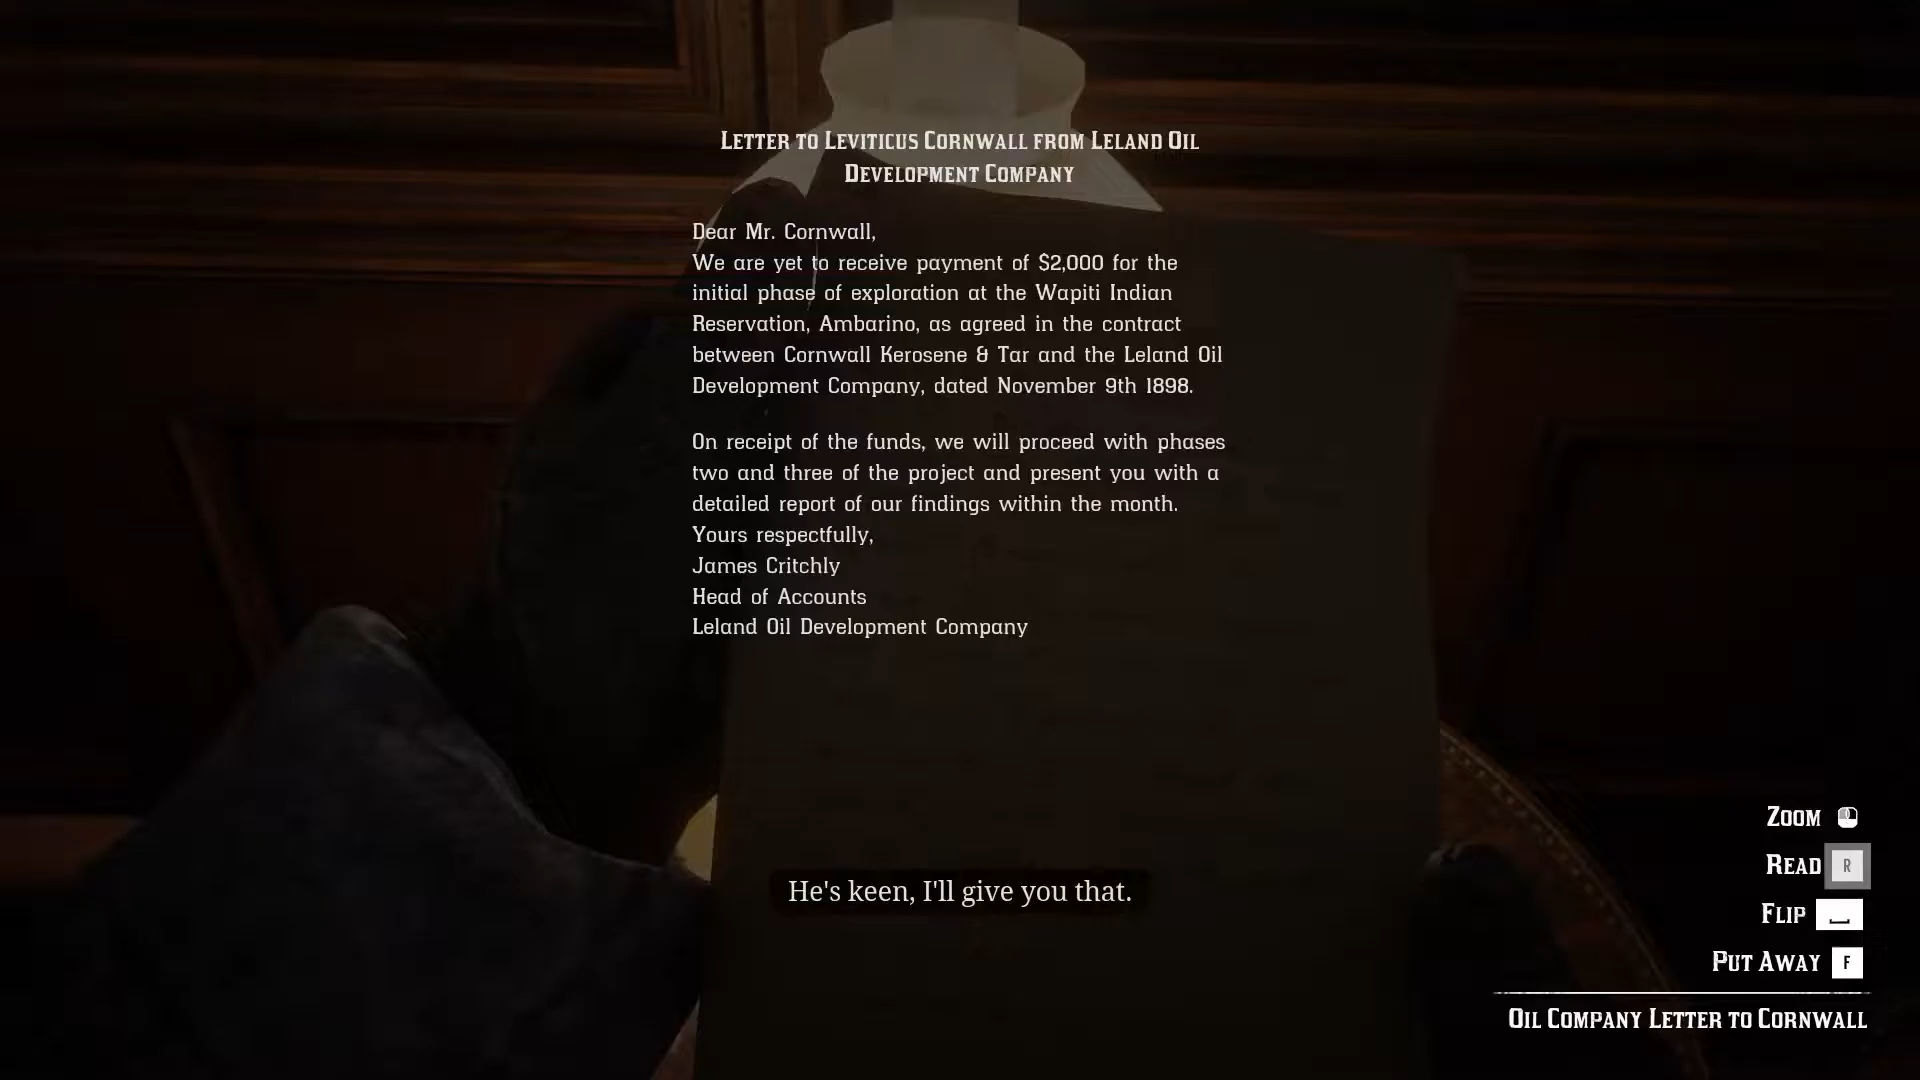 Letter to Leviticus Cornwall from Leland Oil
Development Company
Dear Mr. Cornwall,
We are yet to receive payment of $2,000 for the
initial phase of exploration at the Wapiti Indian
Reservation, Ambarino, as agreed in the contract
between Cornwall Kerosene & Tar and the Leland Oil
Development Company, dated November 9th 1898.
On receipt of the funds, we will proceed with phases
two and three of the project and present you with a
detailed report of our findings within the month.
Yours respectfully,
James Critchly
Head of Accounts
Leland Oil Development Company
He's keen, I'll give you that.
Zoom
Read R
Flip
Put Away F
Oil Company Letter to Cornwall